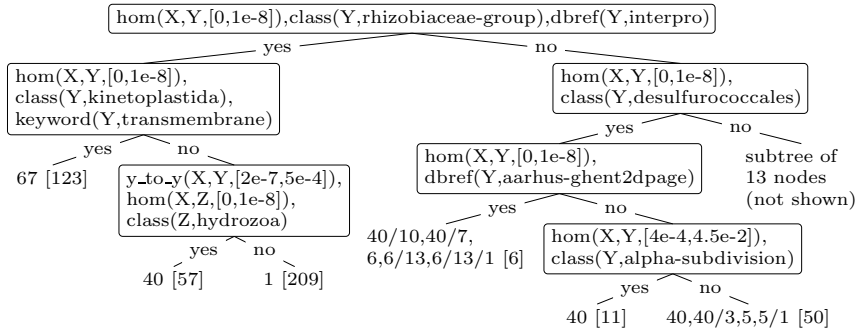 hom(X,Y,[0,1e-8]),class(Y,rhizobiaceae-group),dbref(Y,interpro)
yes
no
hom(X,Y,[0,1e-8]),
class(Y,kinetoplastida),
keyword(Y,transmembrane)
hom(X,Y,[0,1e-8]),
class(Y,desulfurococcales)
yes
no
yes
no
67 [123]
y_to_y(X,Y,[2e-7,5e-4]),
hom(X,Z,[0,1e-8]),
class(Z,hydrozoa)
hom(X,Y,[0,1e-8]),
dbref(Y,aarhus-ghent2dpage)
subtree of
13 nodes
(not shown)
yes
no
yes
no
40 [57]
1 [209]
40/10,40/7,
6,6/13,6/13/1 [6]
hom(X,Y,[4e-4,4.5e-2]),
class(Y,alpha-subdivision)
yes
no
40 [11]
40,40/3,5,5/1 [50]